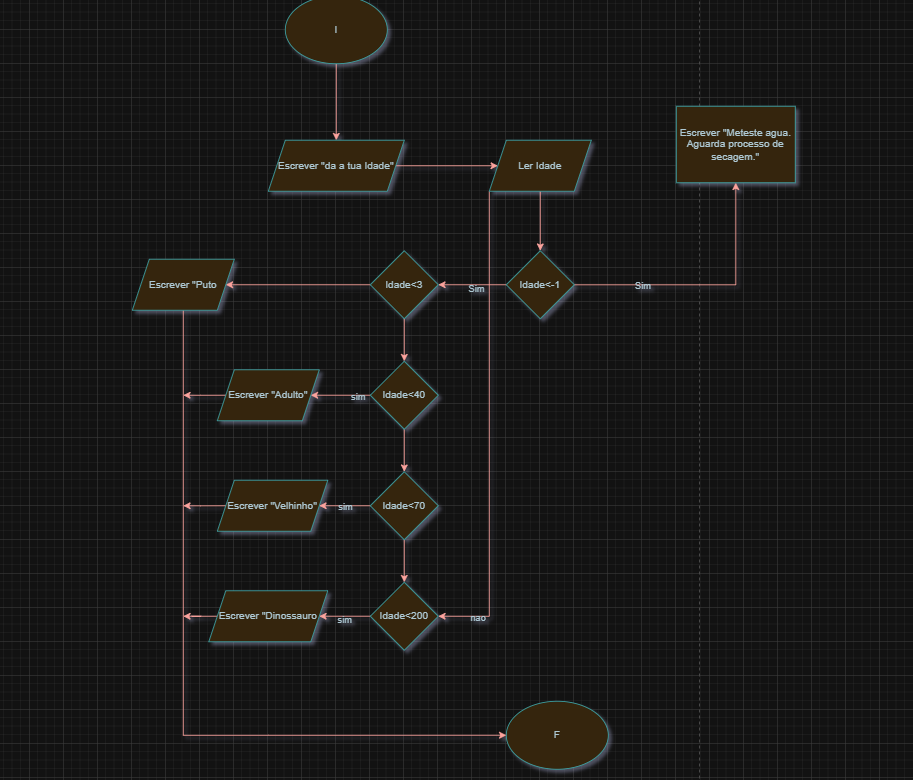 I
Escrever "da a tua Idade"
Ler Idade
Escrever "Meteste agua.
Aguarda processo de
secagem."
Escrever "Puto
Idade<3
Sim
Idade<-1
Sim
Escrever "Adulto"
sim
Idade<40
Escrever "Velhinho"
sim
Idade<70
Escrever "Dinossauro
sim
Idade<200
não
F